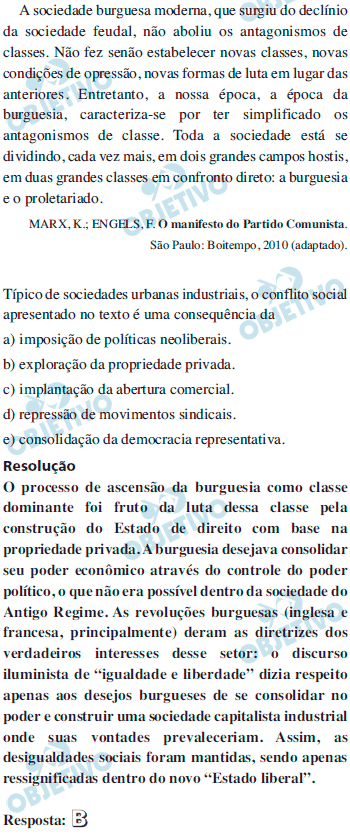 A sociedade burguesa moderna, que surgiu do declínio
da sociedade feudal, não aboliu os antagonismos de
classes. Não fez senão estabelecer novas classes, novas
condições de opressão, novas formas de luta em lugar das
anteriores. Entretanto, a nossa época, a época da
burguesia, caracteriza-se por ter simplificado os
antagonismos de classe. Toda a sociedade está se
dividindo, cada vez mais, em dois grandes campos hostis,
em duas grandes classes em confronto direto: a burguesia
e o proletariado.
MARX, K.; ENGELS, F. O manifesto do Partido Comunista.
São Paulo: Boitempo, 2010 (adaptado).
Típico de sociedades urbanas industriais, o conflito social
apresentado no texto é uma consequência da
a) imposição de políticas neoliberais.
b) exploração da propriedade privada.
c) implantação da abertura comercial.
d) repressão de movimentos sindicais.
e) consolidação da democracia representativa.
Resolução
O processo de ascensão da burguesia como classe
dominante foi fruto da luta dessa classe pela
construção do Estado de direito com base na
propriedade privada. A burguesia desejava consolidar
seu poder econômico através do controle do poder
político, o que não era possível dentro da sociedade do
Antigo Regime. As revoluções burguesas (inglesa e
francesa, principalmente) deram as diretrizes dos
verdadeiros interesses desse setor: o discurso
iluminista de “igualdade e liberdade” dizia respeito
apenas aos desejos burgueses de se consolidar no
poder e construir uma sociedade capitalista industrial
onde suas vontades prevaleceriam. Assim, as
desigualdades sociais foram mantidas, sendo apenas
ressignificadas dentro do novo “Estado liberal”.
Resposta: B
OBJETIVO
OBJETIVO
OBJETIVO
OBJETIVO
OBJETIVO
OBJETIVO
OBJETIVO
OBJETIVO